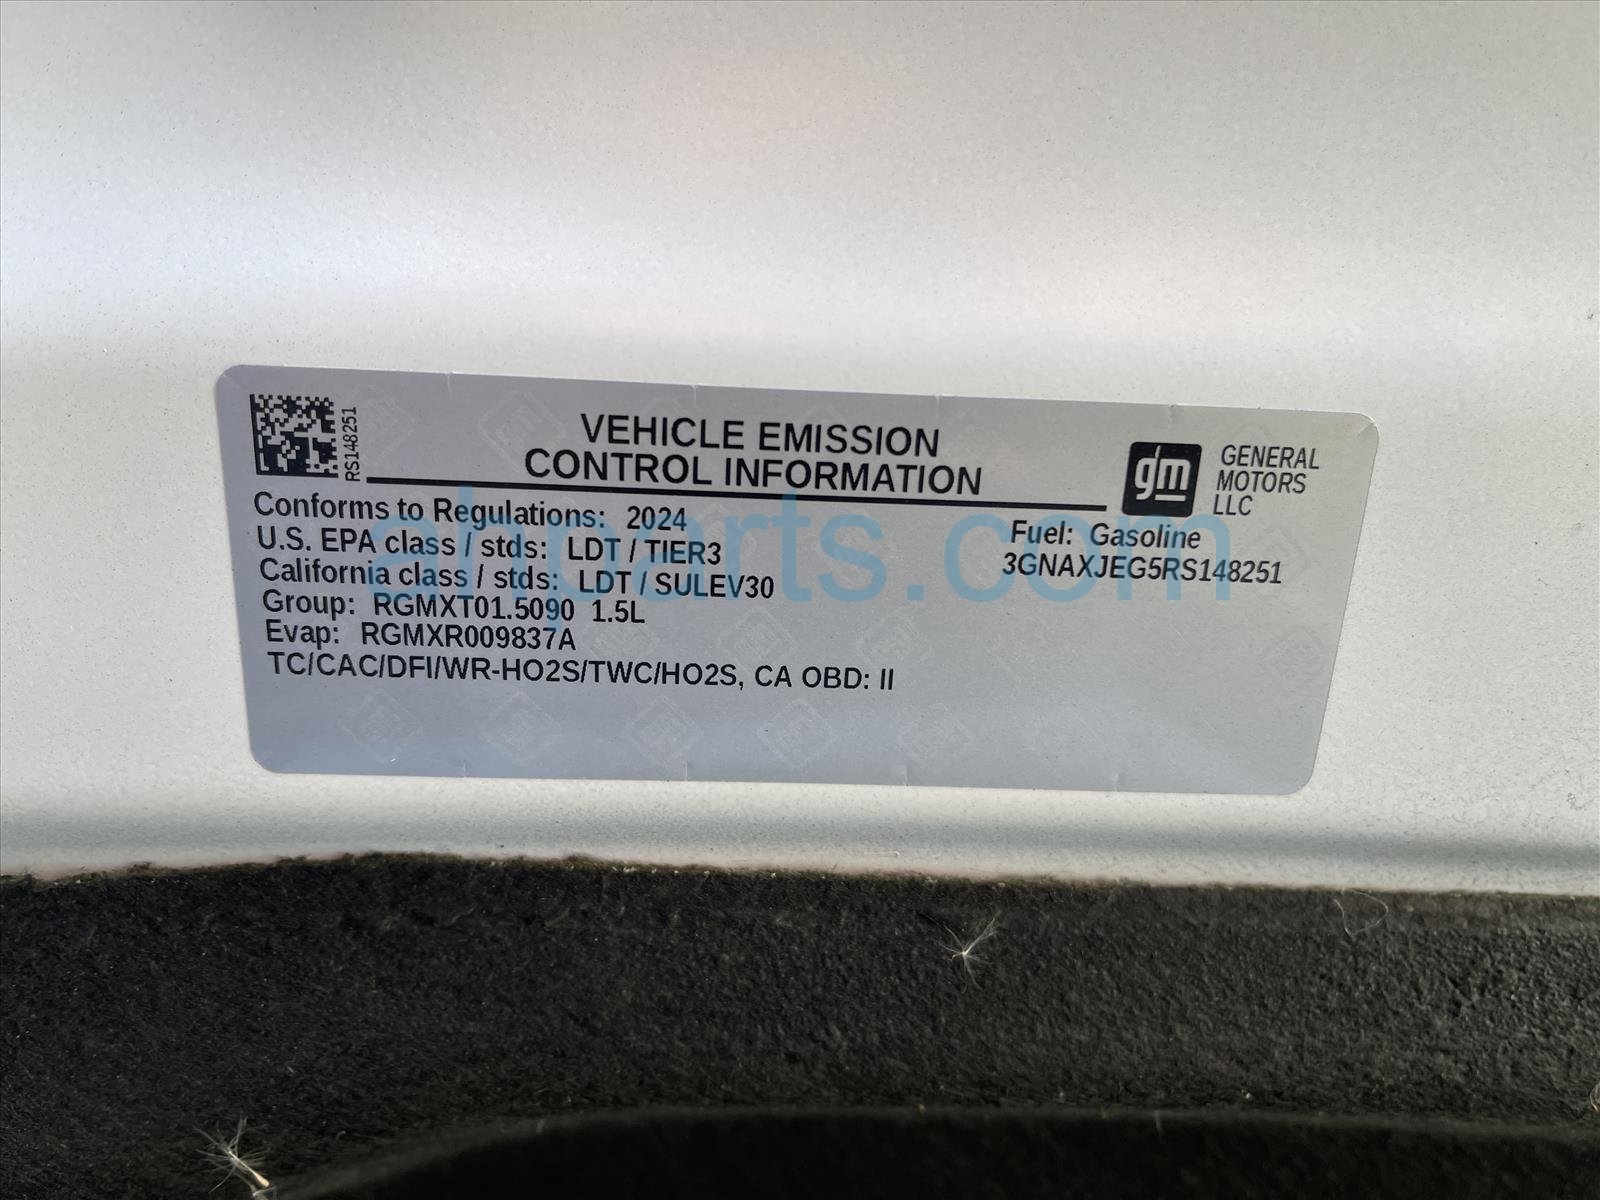 RS148251
VEHICLE EMISSION
CONTROL INFORMATION
gm
GENERAL
MOTORS
LLC
Conforms to Regulations: 2024
U.S. EPA class / stds: LDT / TIER3
California class / stds: LDT / SULEV30
Group: RGMXT01.5090 1.5L
Evap: RGMXR009837A
TC/CAC/DFI/WR-HO2S/TWC/HO2S, CA OBD: II
Fuel: Gasoline
3GNAXJEG5RS148251
ahparts.com